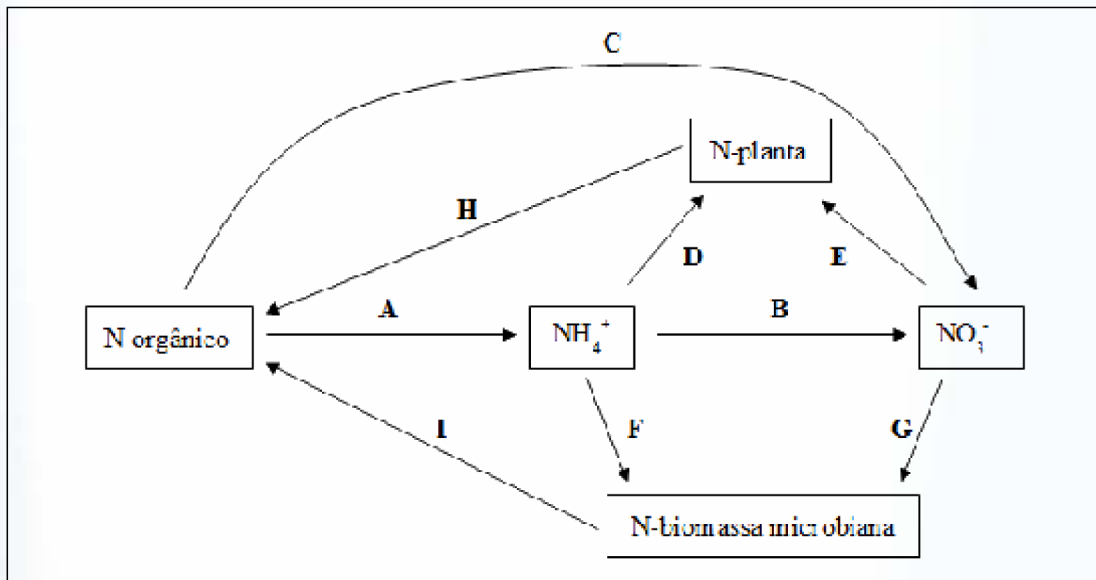 C
N-planta
H
D
E
A
B
N orgânico
NH₄⁺
NO₃⁻
I
F
G
N-biomassa microbiana